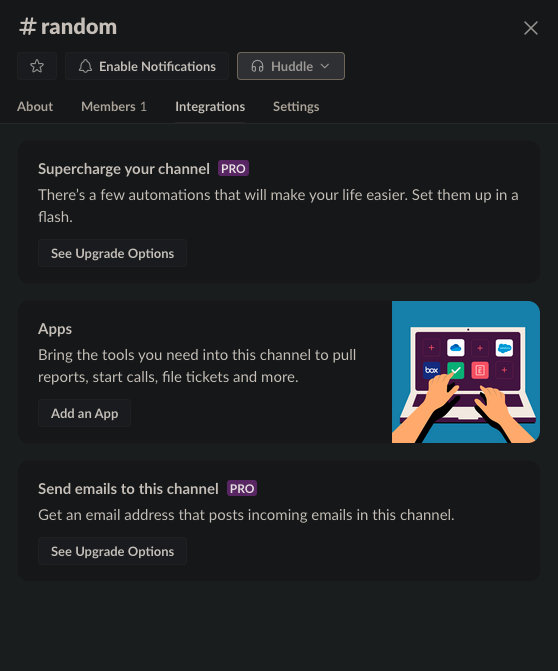 # random
Enable Notifications
Huddle
About Members 1 Integrations Settings
Supercharge your channel PRO
There's a few automations that will make your life easier. Set them up in a
flash.
See Upgrade Options
Apps
Bring the tools you need into this channel to pull
reports, start calls, file tickets and more.
Add an App
box
Send emails to this channel PRO
Get an email address that posts incoming emails in this channel.
See Upgrade Options